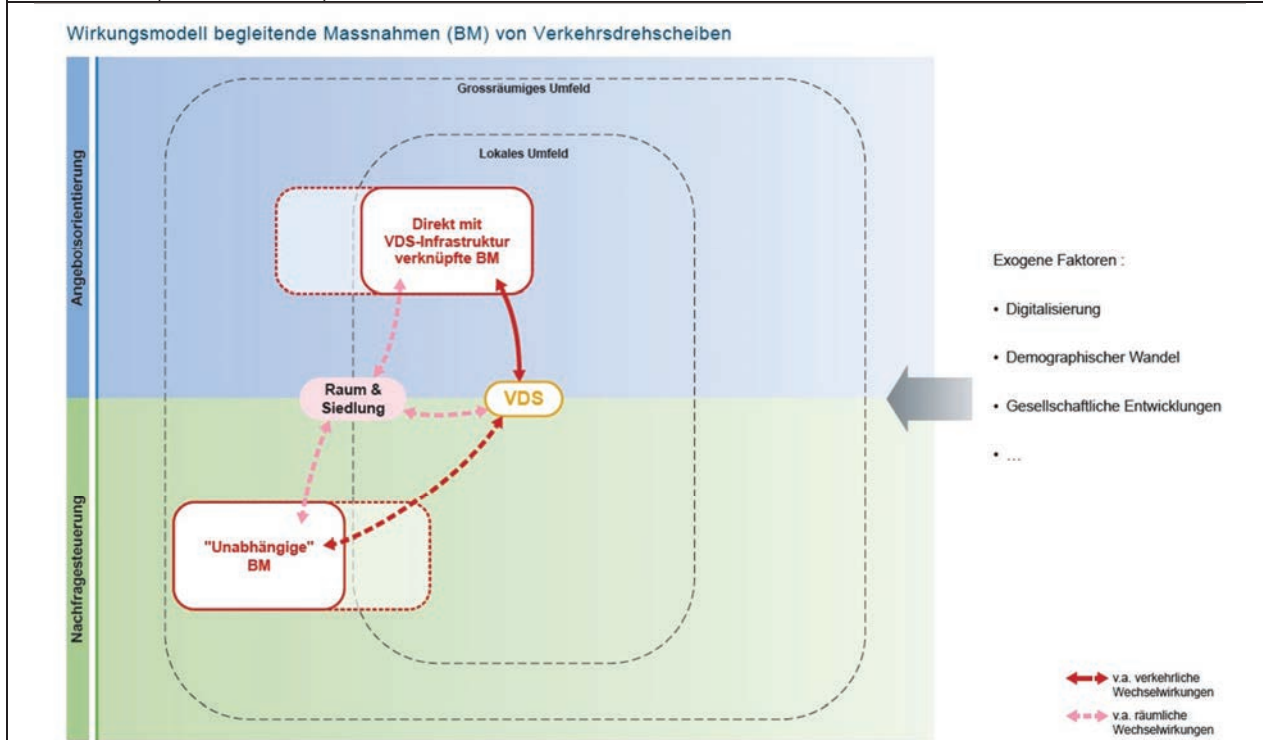 Wirkungsmodell begleitende Massnahmen (BM) von Verkehrsdrehscheiben
Angebotsorientierung
Grossräumiges Umfeld
Lokales Umfeld
Direkt mit
VDS-Infrastruktur
verknüpfte BM
Raum &
Siedlung
VDS
Nachfragesteuerung
"Unabhängige"
BM
Exogene Faktoren :
• Digitalisierung
• Demographischer Wandel
• Gesellschaftliche Entwicklungen
• ...
v.a. verkehrliche
Wechselwirkungen
v.a. räumliche
Wechselwirkungen